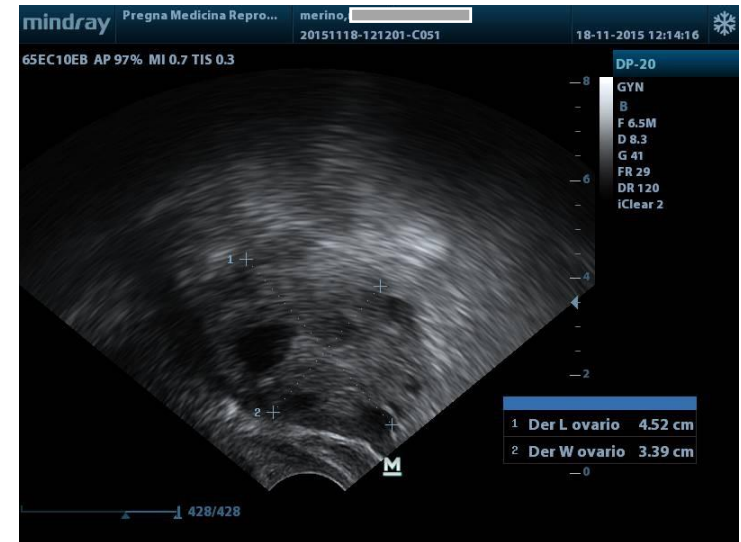 mindray
Pregna Medicina Repro...
merino,
20151118-121201-C051
18-11-2015 12:14:16
65EC10EB AP 97% MI 0.7 TIS 0.3
DP-20
GYN
B
F 6.5M
D 8.3
G 41
FR 29
DR 120
iClear 2
8
6
4
2
0
1
2
M
1 Der L ovario 4.52 cm
2 Der W ovario 3.39 cm
428/428